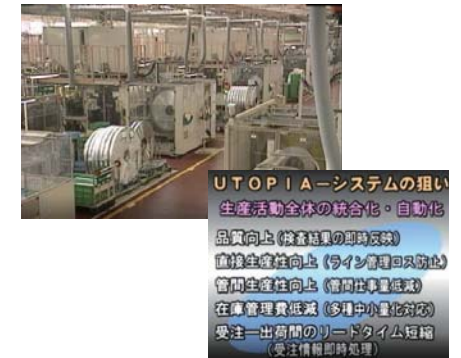 UTOPIA－システムの狙い
生産活動全体の統合化・自動化
品質向上（検査結果の即時反映）
直接生産性向上（ライン管理ロス防止）
管間生産性向上（管間仕事量低減）
在庫管理費低減（多種中小量化対応）
受注－出荷間のリードタイム短縮
（受注情報即時処理）